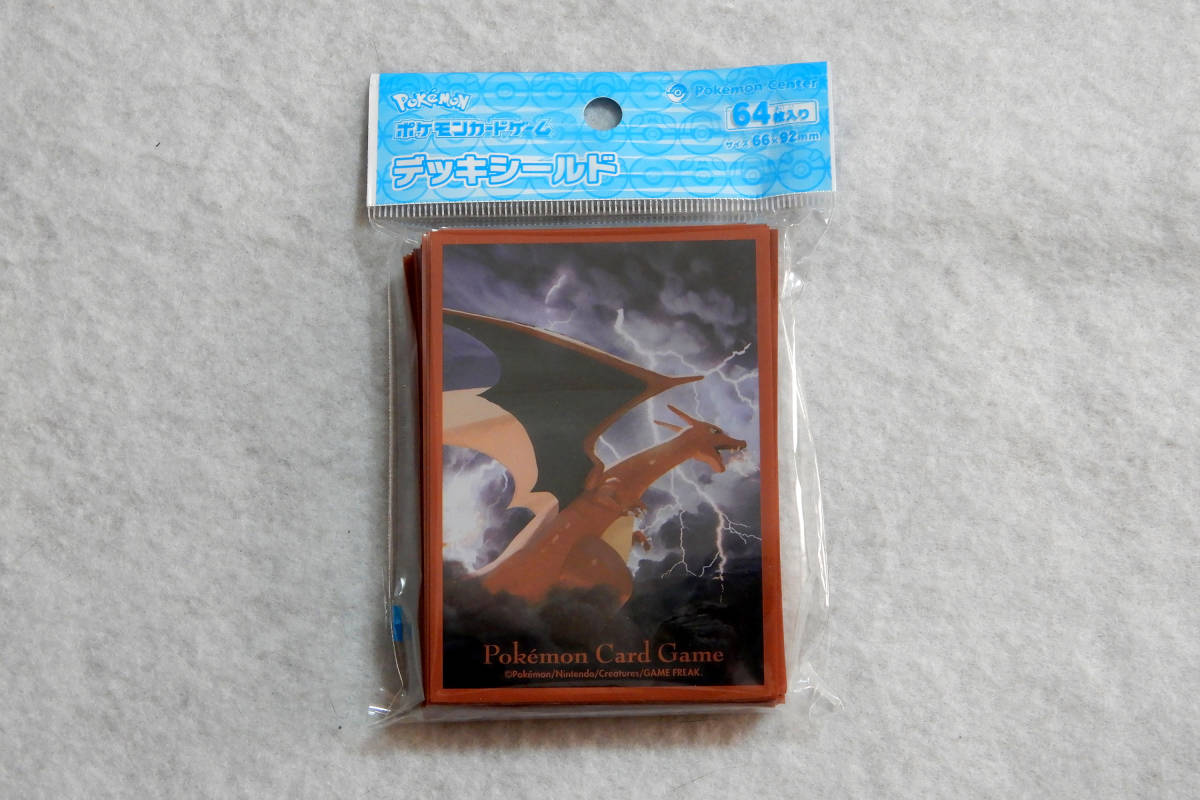 Pokémon
ポケモンカードゲーム
デッキシールド
Pokémon Center
64枚入り
サイズ 66×92mm
Pokémon Card Game
©Pokémon/Nintendo/Creatures/GAME FREAK.